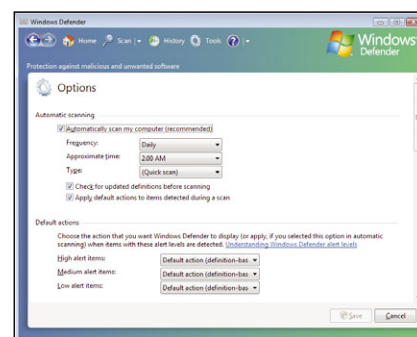 Windows Defender
Home Scan History Tools
Windows Defender
Protection against malicious and unwanted software
Options
Automatic scanning
Automatically scan my computer (recommended)
Frequency: Daily
Approximate time: 2:00 AM
Type: (Quick scan)
Check for updated definitions before scanning
Apply default actions to items detected during a scan
Default actions
Choose the action that you want Windows Defender to display (or apply, if you selected this option in automatic
scanning) when items with these alert levels are detected. Understanding Windows Defender alert levels
High alert items: Default action (definition-bas
Medium alert items: Default action (definition-bas
Low alert items: Default action (definition-bas
Save Cancel